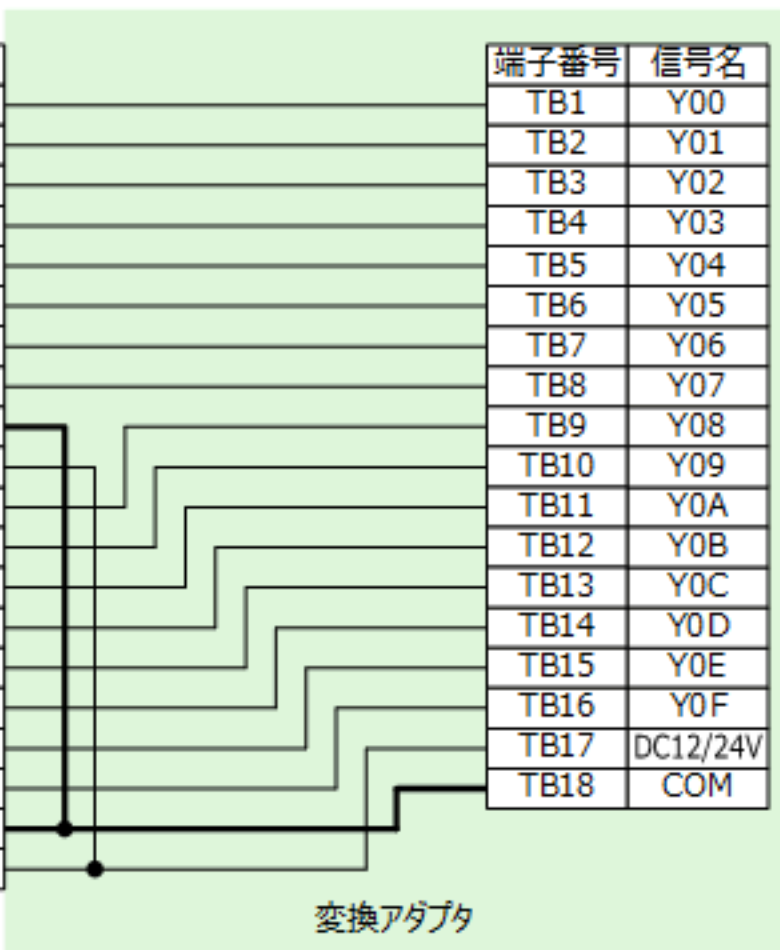 端子番号 信号名
TB1 Y00
TB2 Y01
TB3 Y02
TB4 Y03
TB5 Y04
TB6 Y05
TB7 Y06
TB8 Y07
TB9 Y08
TB10 Y09
TB11 Y0A
TB12 Y0B
TB13 Y0C
TB14 Y0D
TB15 Y0E
TB16 Y0F
TB17 DC12/24V
TB18 COM
変換アダプタ